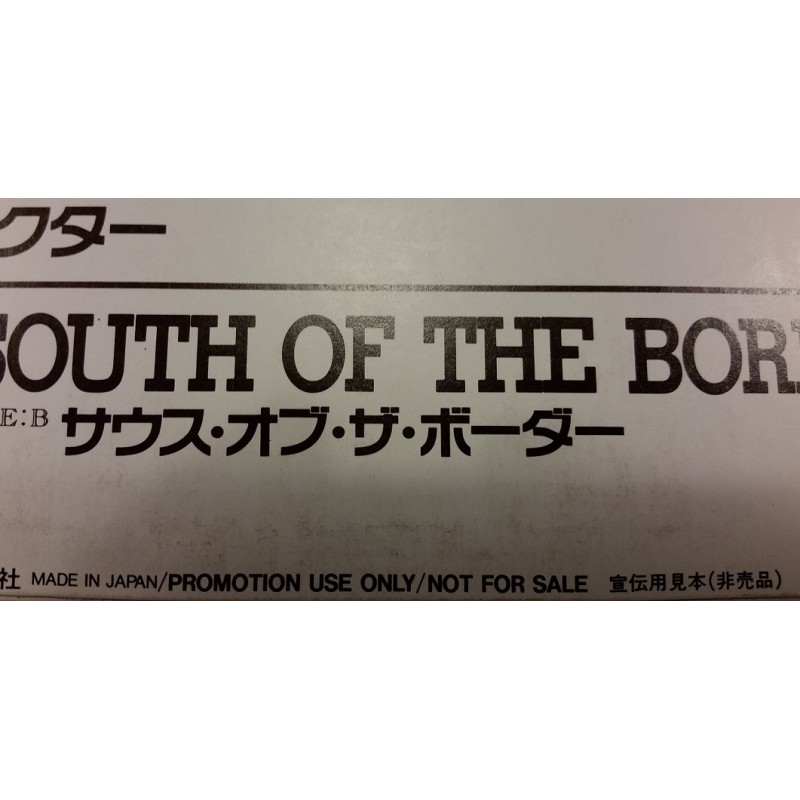 クター
SOUTH OF THE BOR
E:B サウス・オブ・ザ・ボーダー
社 MADE IN JAPAN/PROMOTION USE ONLY/NOT FOR SALE 宣伝用見本(非売品)